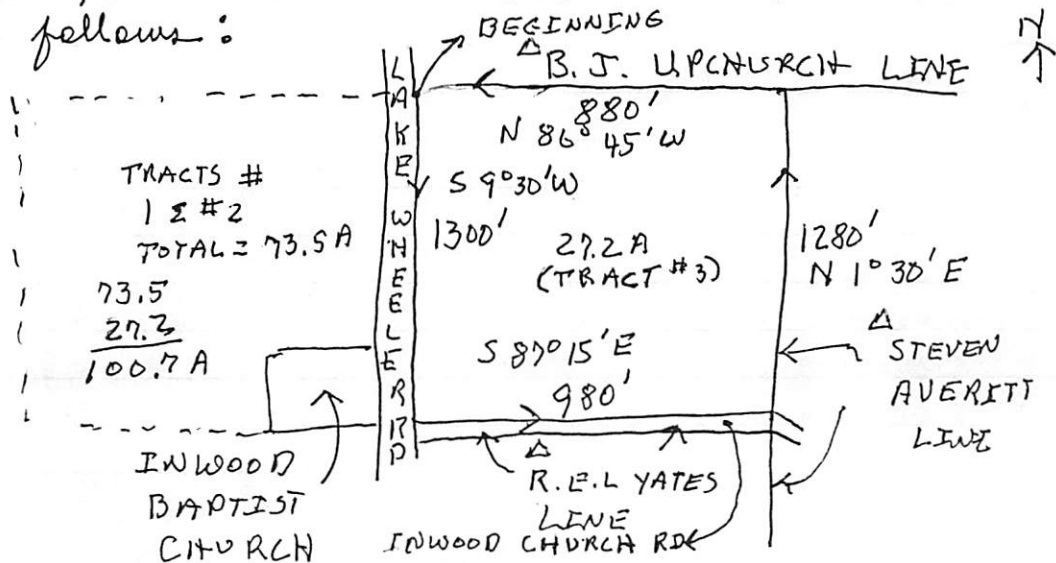 follows:
BEGINNING
N
B. J. UPCHURCH LINE
880'
N 86° 45' W
LAKE WHEELER RD
S 9°30'W
1300'
TRACTS #
1 & #2
TOTAL = 73.5 A
73.5
27.2
100.7 A
27.2 A
(TRACT #3)
1280'
N 1° 30' E
S 87° 15' E
980'
STEVEN
AVERITT
LINE
INWOOD
BAPTIST
CHURCH
R.E.L YATES
LINE
INWOOD CHURCH RD